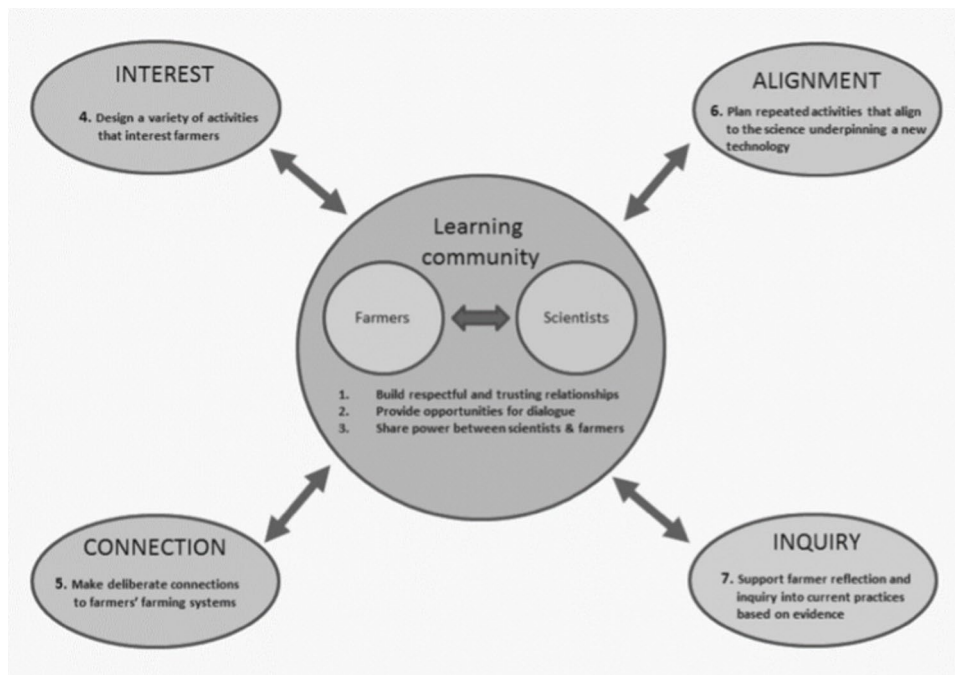 INTEREST
4. Design a variety of activities
that interest farmers
ALIGNMENT
6. Plan repeated activities that align
to the science underpinning a new
technology
Learning
community
Farmers
Scientists
1. Build respectful and trusting relationships
2. Provide opportunities for dialogue
3. Share power between scientists & farmers
CONNECTION
5. Make deliberate connections
to farmers' farming systems
INQUIRY
7. Support farmer reflection and
inquiry into current practices
based on evidence